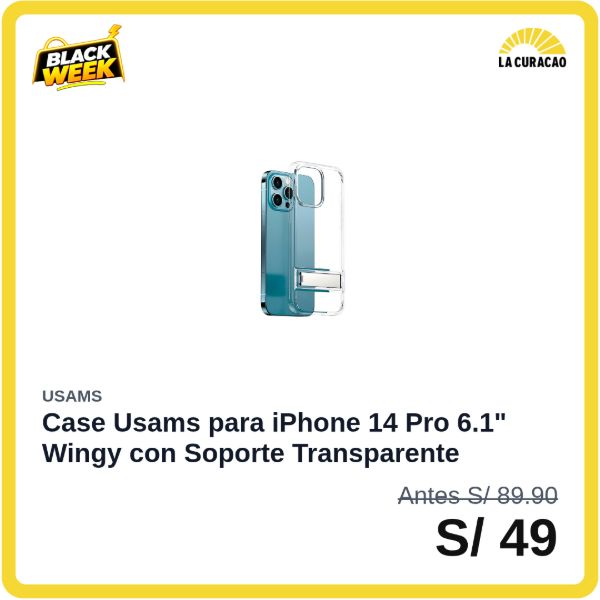 BLACK
WEEK
LA CURACAO
USAMS
Case Usams para iPhone 14 Pro 6.1"
Wingy con Soporte Transparente
Antes S/ 89.90
S/ 49